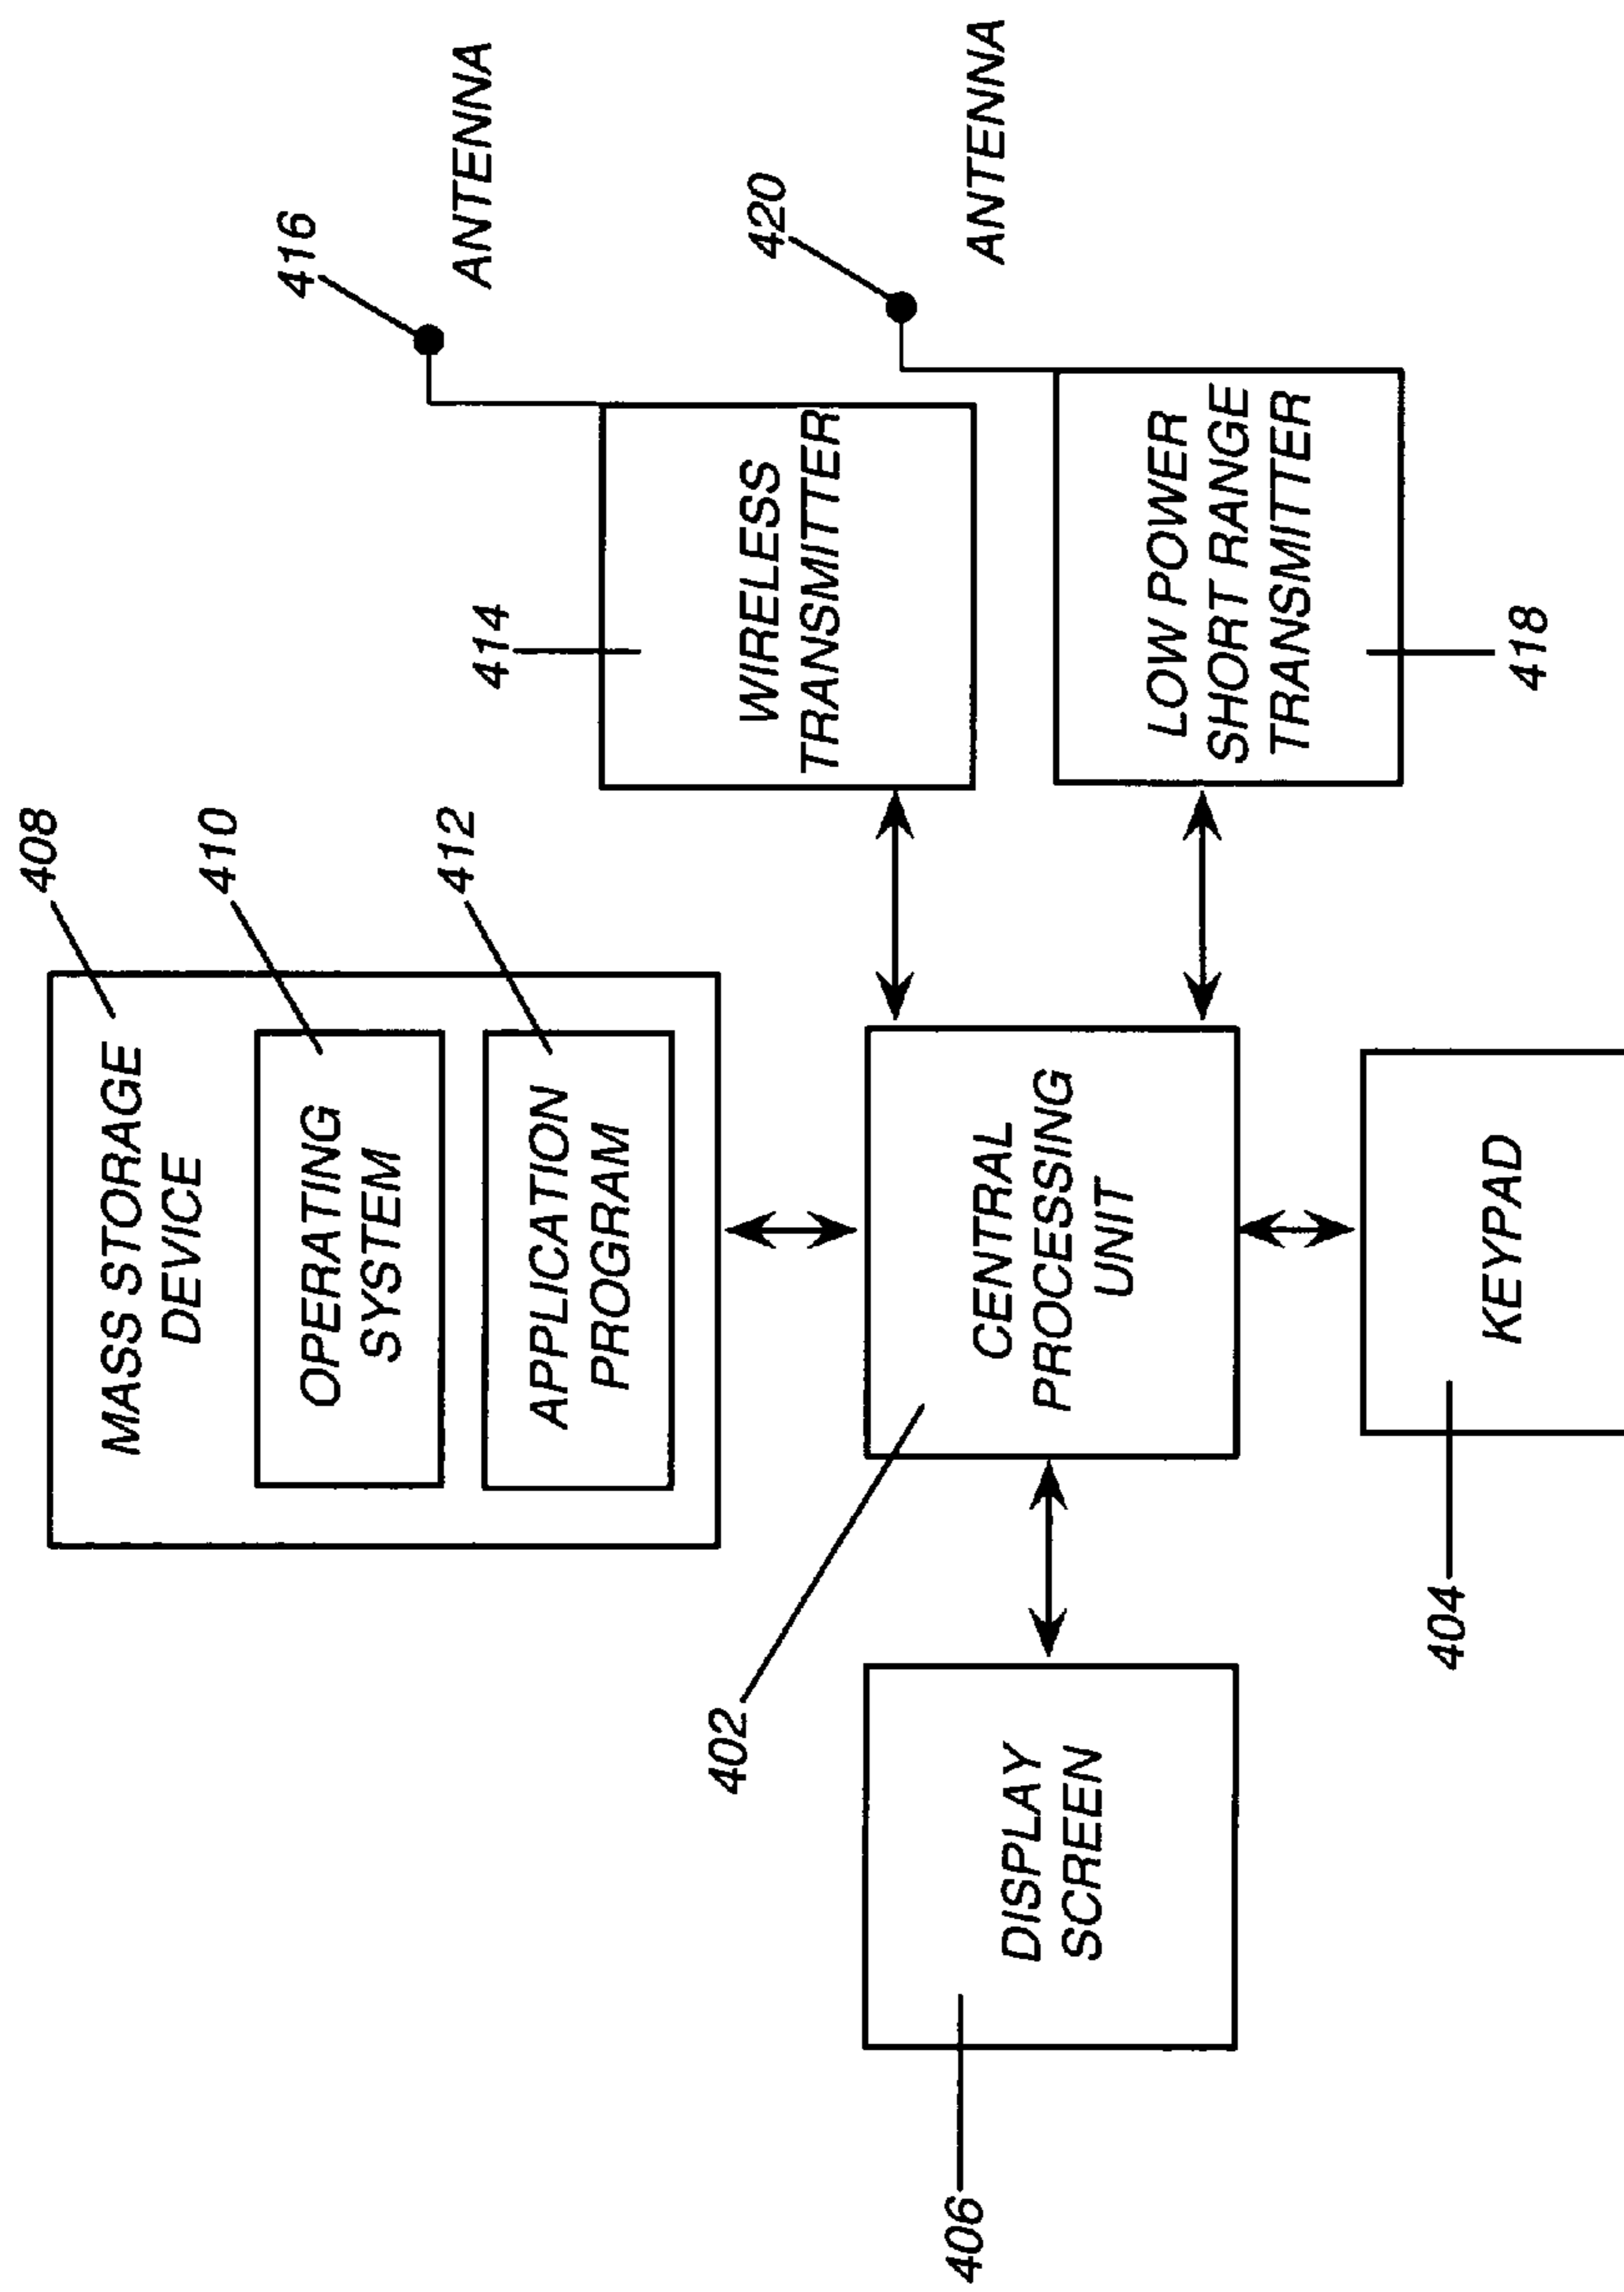 408
MASS STORAGE
DEVICE
410
OPERATING
SYSTEM
412
APPLICATION
PROGRAM
416
ANTENNA
414
WIRELESS
TRANSMITTER
420
ANTENNA
402
CENTRAL
PROCESSING
UNIT
LOW POWER
SHORT RANGE
TRANSMITTER
418
406
DISPLAY
SCREEN
404
KEYPAD